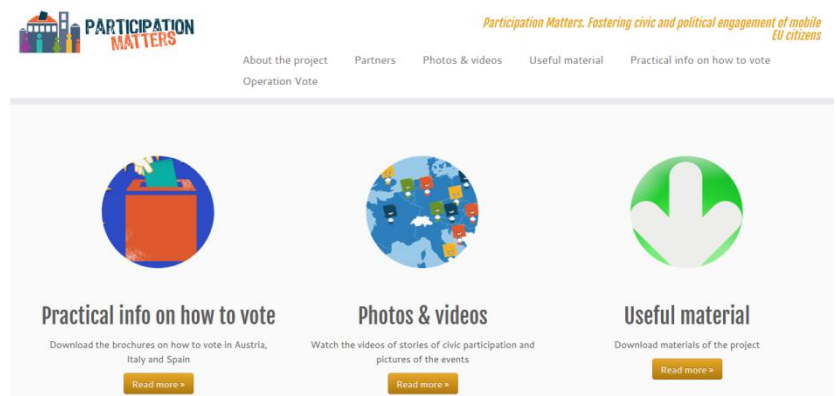 PARTICIPATION
MATTERS
Participation Matters. Fostering civic and political engagement of mobile
EU citizens
About the project Partners Photos & videos Useful material Practical info on how to vote
Operation Vote
Practical info on how to vote
Download the brochures on how to vote in Austria,
Italy and Spain
Read more »
Photos & videos
Watch the videos of stories of civic participation and
pictures of the events
Read more »
Useful material
Download materials of the project
Read more »